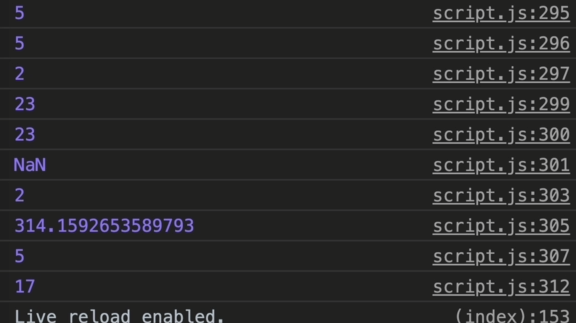 5 script.js:295
5 script.js:296
2 script.js:297
23 script.js:299
23 script.js:300
NaN script.js:301
2 script.js:303
314.1592653589793 script.js:305
5 script.js:307
17 script.js:312
Live reload enabled. (index):153